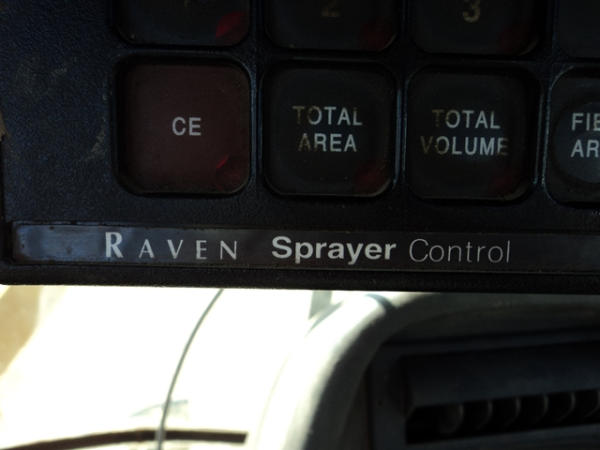 2 3
CE TOTAL AREA TOTAL VOLUME
RAVEN Sprayer Control